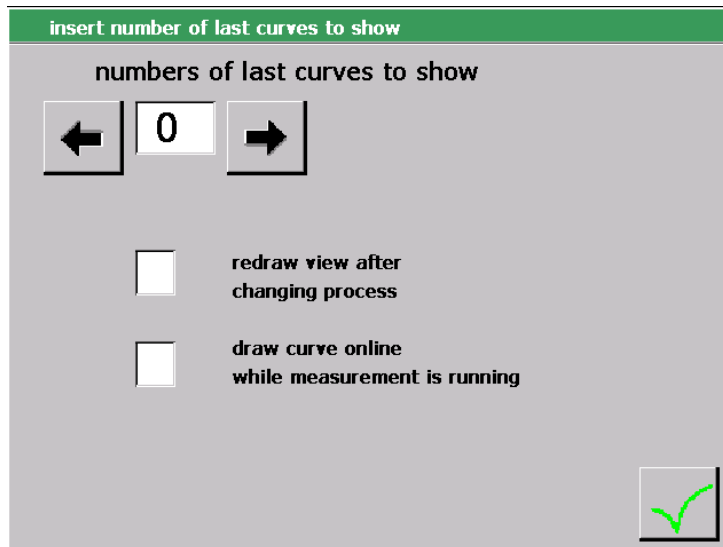 insert number of last curves to show
numbers of last curves to show
0
redraw view after
changing process
draw curve online
while measurement is running